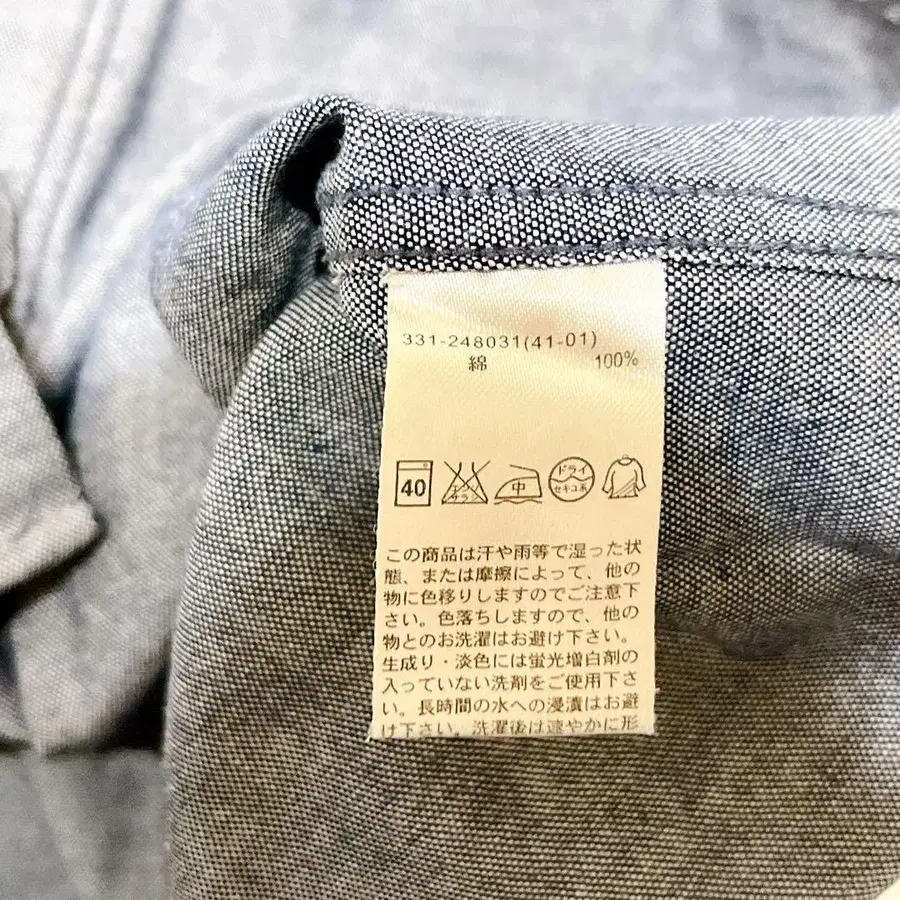 331-248031(41-01)
綿 100%
40 エンソ サラシ 中 ドライ セキユ系
この商品は汗や雨等で湿った状
態、または摩擦によって、他の
物に色移りしますのでご注意下
さい。色落ちしますので、他の
物とのお洗濯はお避け下さい。
生成り・淡色には蛍光増白剤の
入っていない洗剤をご使用下さ
い。長時間の水への浸漬はお避
け下さい。洗濯後は速やかに形